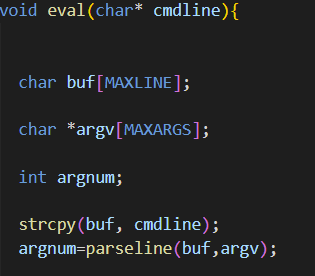 void eval(char* cmdline){
char buf[MAXLINE];
char *argv[MAXARGS];
int argnum;
strcpy(buf, cmdline);
argnum=parseline(buf,argv);